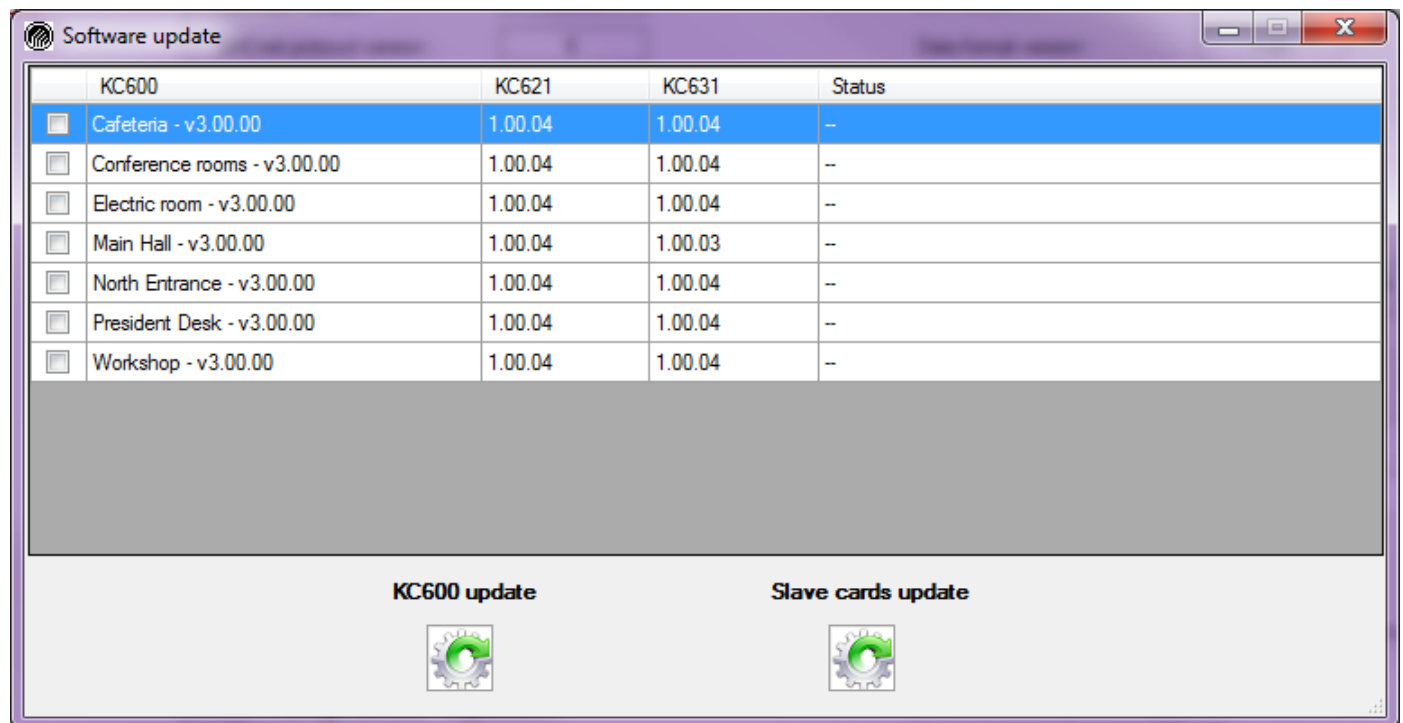 Software update
KC600 KC621 KC631 Status
Cafeteria - v3.00.00 1.00.04 1.00.04 --
Conference rooms - v3.00.00 1.00.04 1.00.04 --
Electric room - v3.00.00 1.00.04 1.00.04 --
Main Hall - v3.00.00 1.00.04 1.00.03 --
North Entrance - v3.00.00 1.00.04 1.00.04 --
President Desk - v3.00.00 1.00.04 1.00.04 --
Workshop - v3.00.00 1.00.04 1.00.04 --
KC600 update Slave cards update